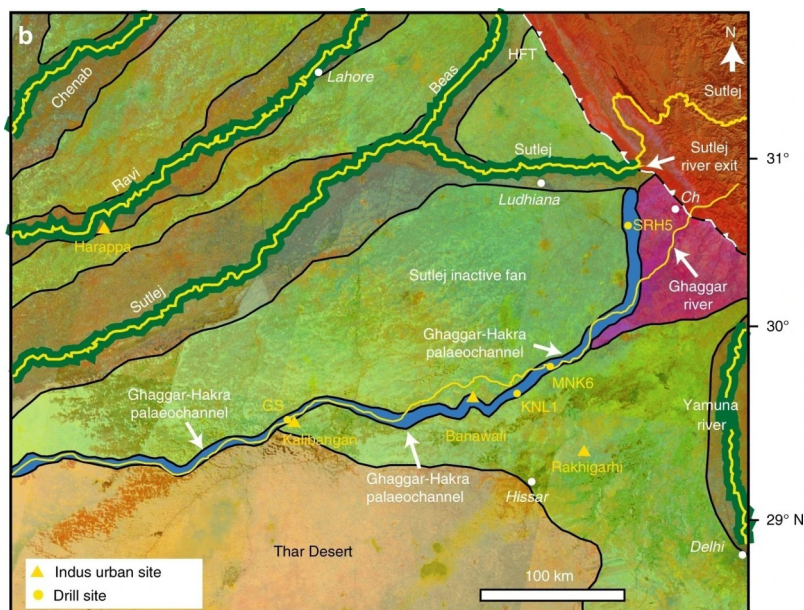 b
N
HFT
Chenab
Lahore
Beas
Sutlej
Sutlej
river exit
31°
Ravi
Sutlej
Ludhiana
Ch
Harappa
SRH5
Sutlej
Sutlej inactive fan
Ghaggar
river
30°
Ghaggar-Hakra
palaeochannel
MNK6
Ghaggar-Hakra
palaeochannel
GS
KNL1
Yamuna
river
Kalibangan
Banawali
Ghaggar-Hakra
palaeochannel
Rakhigarhi
Hissar
29° N
Thar Desert
Delhi
Indus urban site
Drill site
100 km